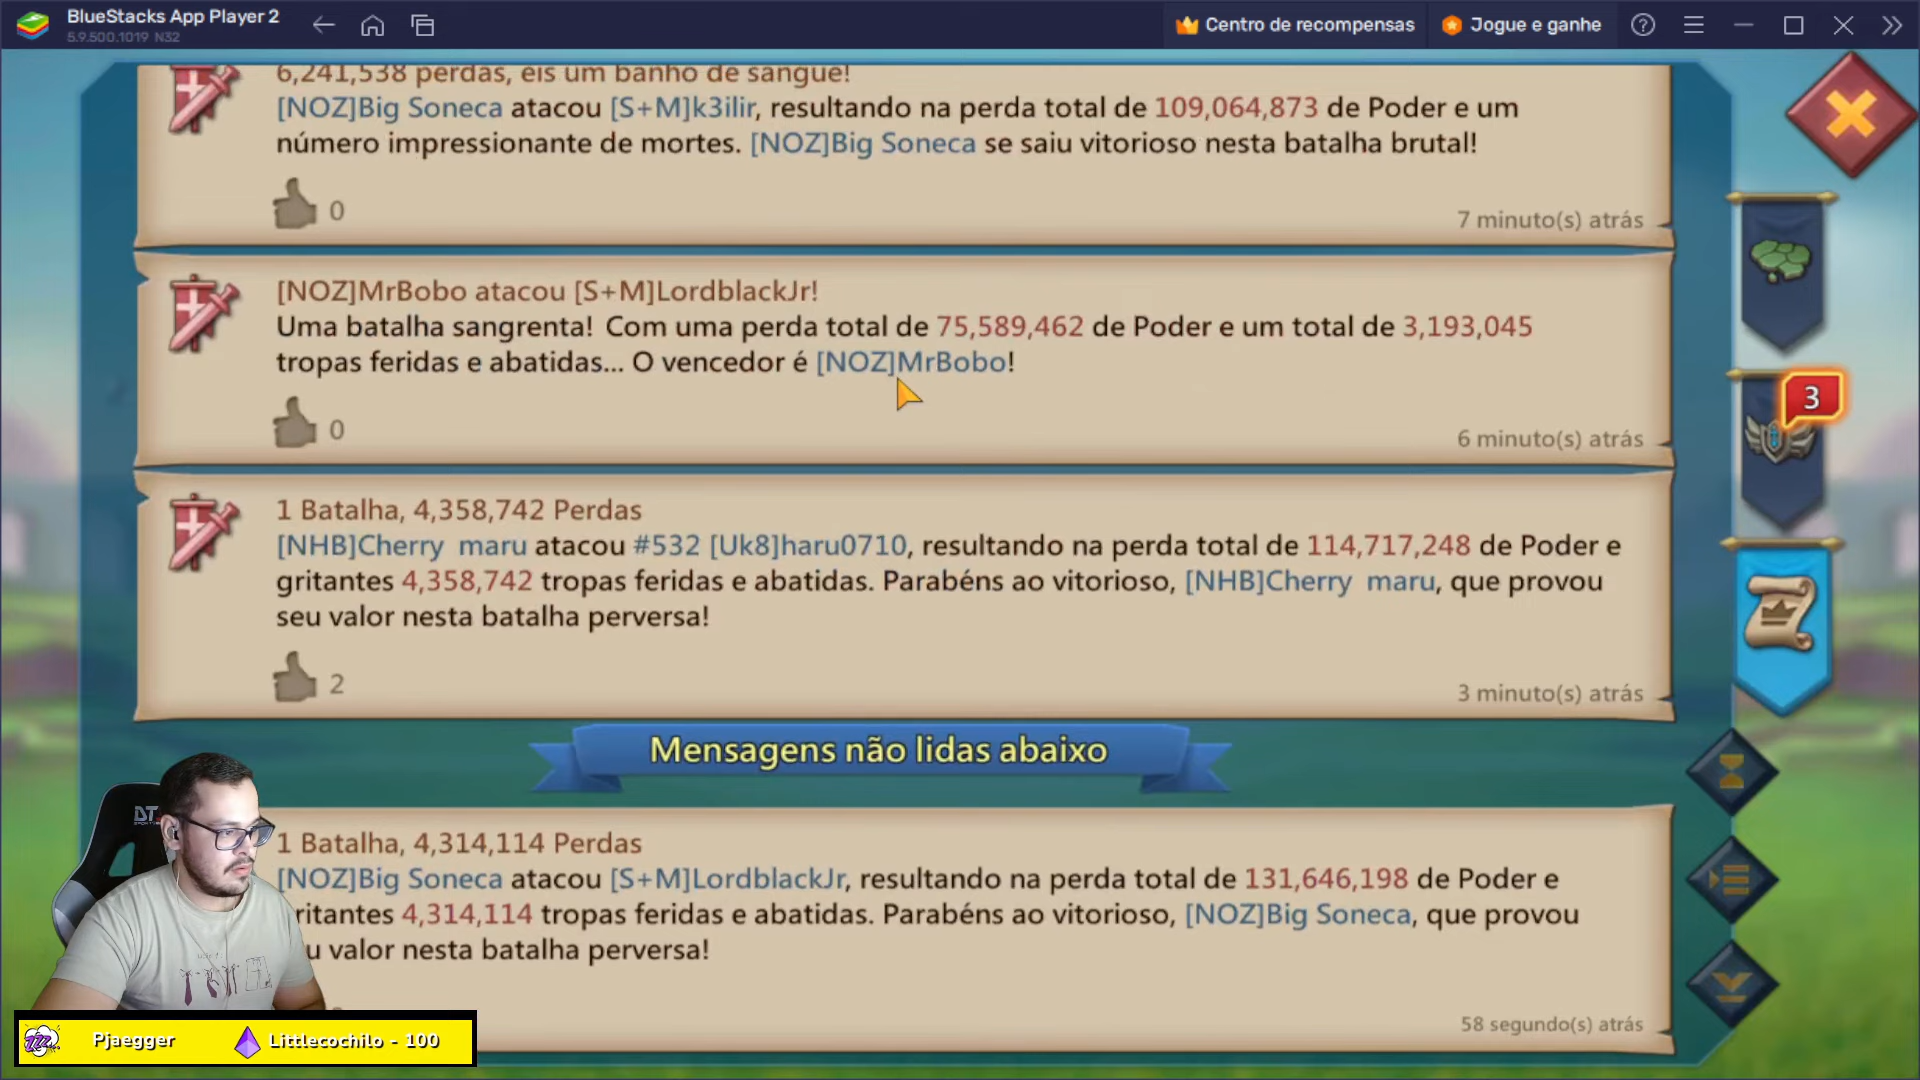 BlueStacks App Player 2
5.9.500.1019 N32
Centro de recompensas
Jogue e ganhe
6,241,538 perdas, eis um banho de sangue!
[NOZ]Big Soneca atacou [S+M]k3ilir, resultando na perda total de 109,064,873 de Poder e um
número impressionante de mortes. [NOZ]Big Soneca se saiu vitorioso nesta batalha brutal!
0
7 minuto(s) atrás
[NOZ]MrBobo atacou [S+M]LordblackJr!
Uma batalha sangrenta! Com uma perda total de 75,589,462 de Poder e um total de 3,193,045
tropas feridas e abatidas... O vencedor é [NOZ]MrBobo!
0
6 minuto(s) atrás
3
1 Batalha, 4,358,742 Perdas
[NHB]Cherry maru atacou #532 [Uk8]haru0710, resultando na perda total de 114,717,248 de Poder e
gritantes 4,358,742 tropas feridas e abatidas. Parabéns ao vitorioso, [NHB]Cherry maru, que provou
seu valor nesta batalha perversa!
2
3 minuto(s) atrás
Mensagens não lidas abaixo
1 Batalha, 4,314,114 Perdas
[NOZ]Big Soneca atacou [S+M]LordblackJr, resultando na perda total de 131,646,198 de Poder e
ritantes 4,314,114 tropas feridas e abatidas. Parabéns ao vitorioso, [NOZ]Big Soneca, que provou
u valor nesta batalha perversa!
58 segundo(s) atrás
DT
zzz
Pjaegger
Littlecochilo - 100